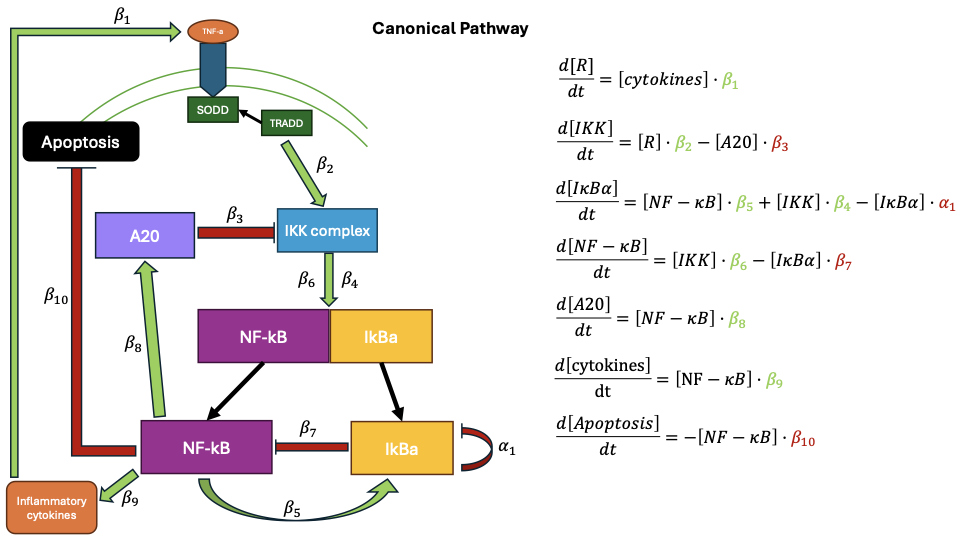 Canonical Pathway
β₁
TNF-a
SODD
TRADD
Apoptosis
β₂
A20
β₃
IKK complex
β₆ β₄
β₁₀
β₈
NF-kB
IkBa
NF-kB
β₇
IkBa
α₁
β₉
β₅
Inflammatory
cytokines
d[R]/dt = [cytokines] · β₁
d[IKK]/dt = [R] · β₂ − [A20] · β₃
d[IκBα]/dt = [NF − κB] · β₅ + [IKK] · β₄ − [IκBα] · α₁
d[NF − κB]/dt = [IKK] · β₆ − [IκBα] · β₇
d[A20]/dt = [NF − κB] · β₈
d[cytokines]/dt = [NF − κB] · β₉
d[Apoptosis]/dt = −[NF − κB] · β₁₀